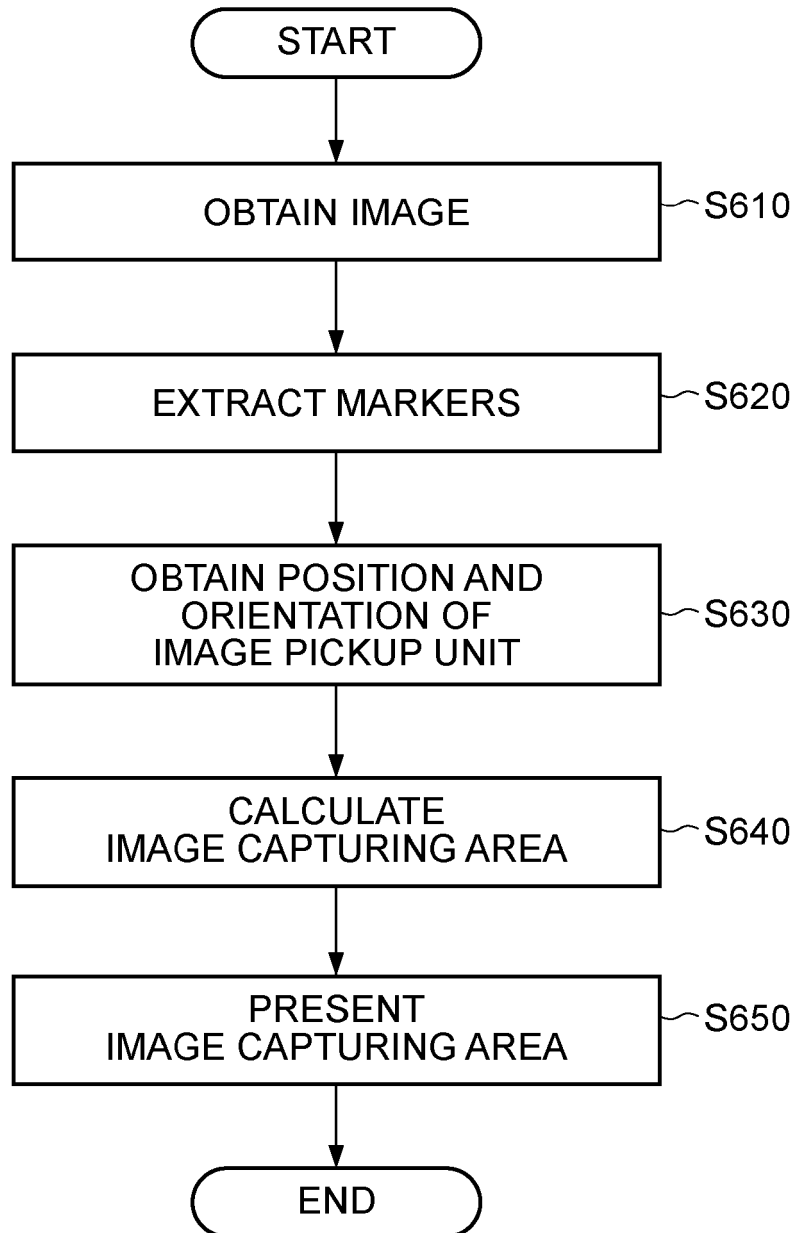 START
OBTAIN IMAGE
S610
EXTRACT MARKERS
S620
OBTAIN POSITION AND
ORIENTATION OF
IMAGE PICKUP UNIT
S630
CALCULATE
IMAGE CAPTURING AREA
S640
PRESENT
IMAGE CAPTURING AREA
S650
END